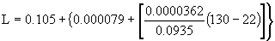 L = 0.105 + {0.000079 + [0.0000362/0.0935 (130 − 22)]}